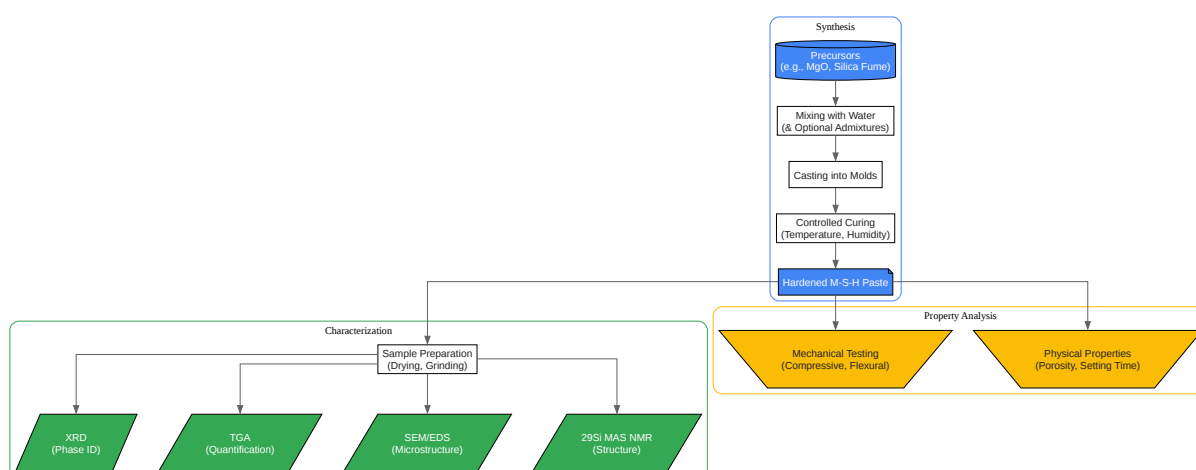 Synthesis
Precursors
(e.g., MgO, Silica Fume)
Mixing with Water
(& Optional Admixtures)
Casting into Molds
Controlled Curing
(Temperature, Humidity)
Hardened M-S-H Paste
Property Analysis
Mechanical Testing
(Compressive, Flexural)
Physical Properties
(Porosity, Setting Time)
Characterization
Sample Preparation
(Drying, Grinding)
XRD
(Phase ID)
TGA
(Quantification)
SEM/EDS
(Microstructure)
29Si MAS NMR
(Structure)